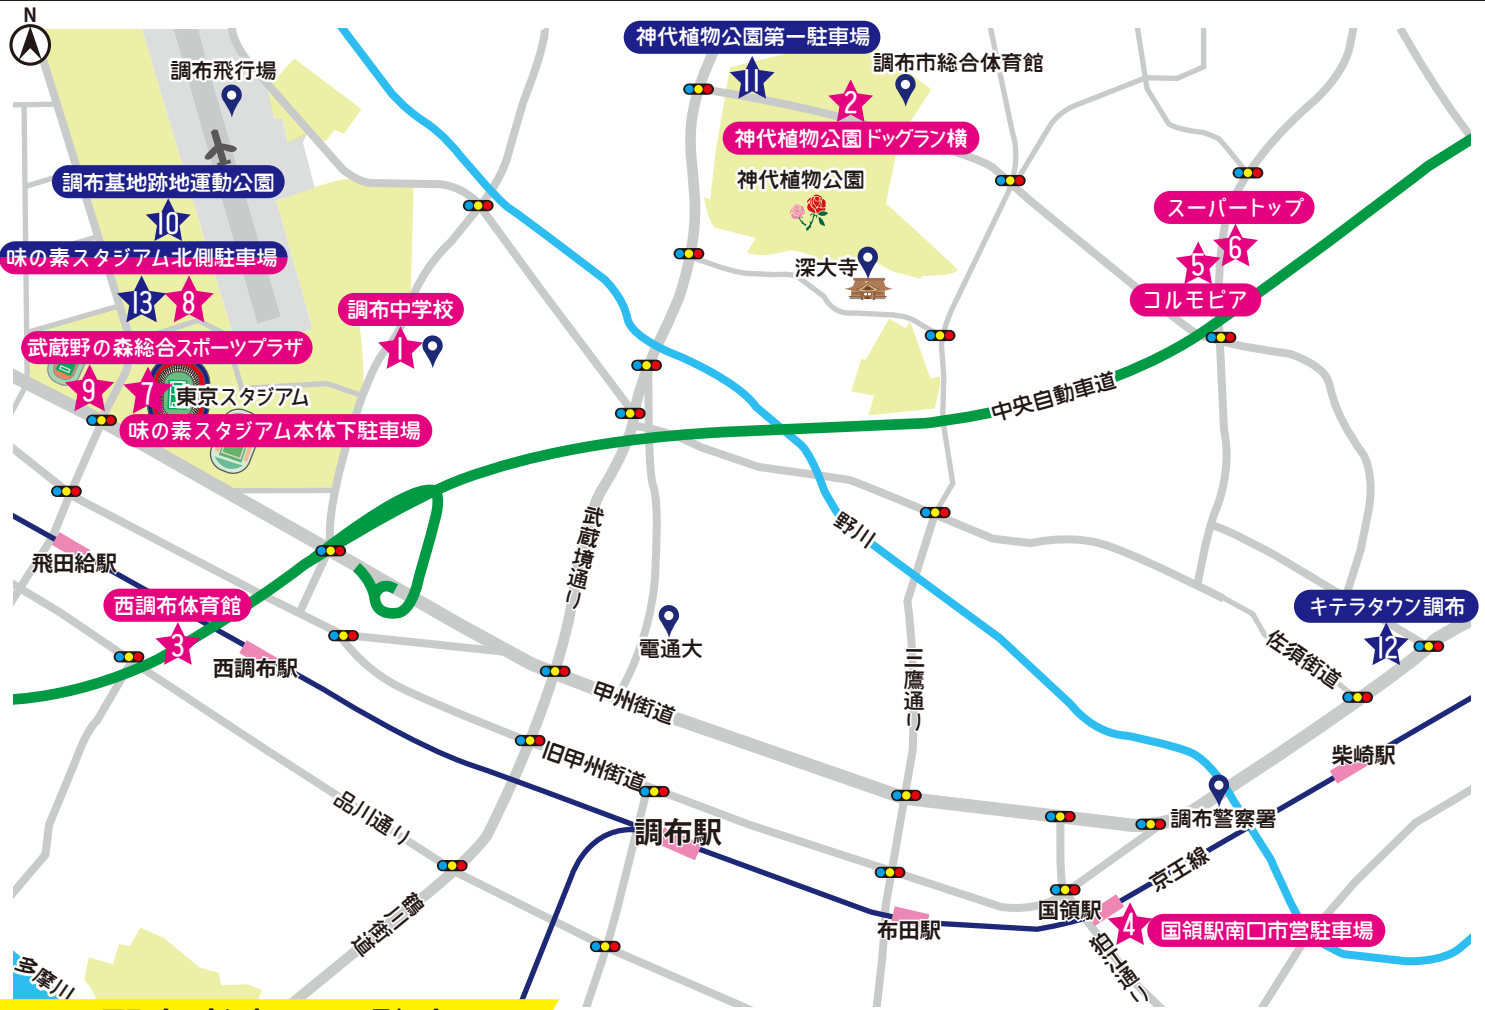 N
神代植物公園第一駐車場
調布飛行場
調布市総合体育館
11
2
神代植物公園ドッグラン横
調布基地跡地運動公園
神代植物公園
10
スーパートップ
味の素スタジアム北側駐車場
6
5
深大寺
13
8
調布中学校
コルモピア
1
武蔵野の森総合スポーツプラザ
9
7
東京スタジアム
中央自動車道
味の素スタジアム本体下駐車場
武蔵境通り
野川
飛田給駅
西調布体育館
キテラタウン調布
3
12
西調布駅
電通大
佐須街道
三鷹通り
甲州街道
旧甲州街道
柴崎駅
品川通り
調布駅
調布警察署
京王線
国領駅
鶴川街道
布田駅
4
国領駅南口市営駐車場
狛江通り
多摩川